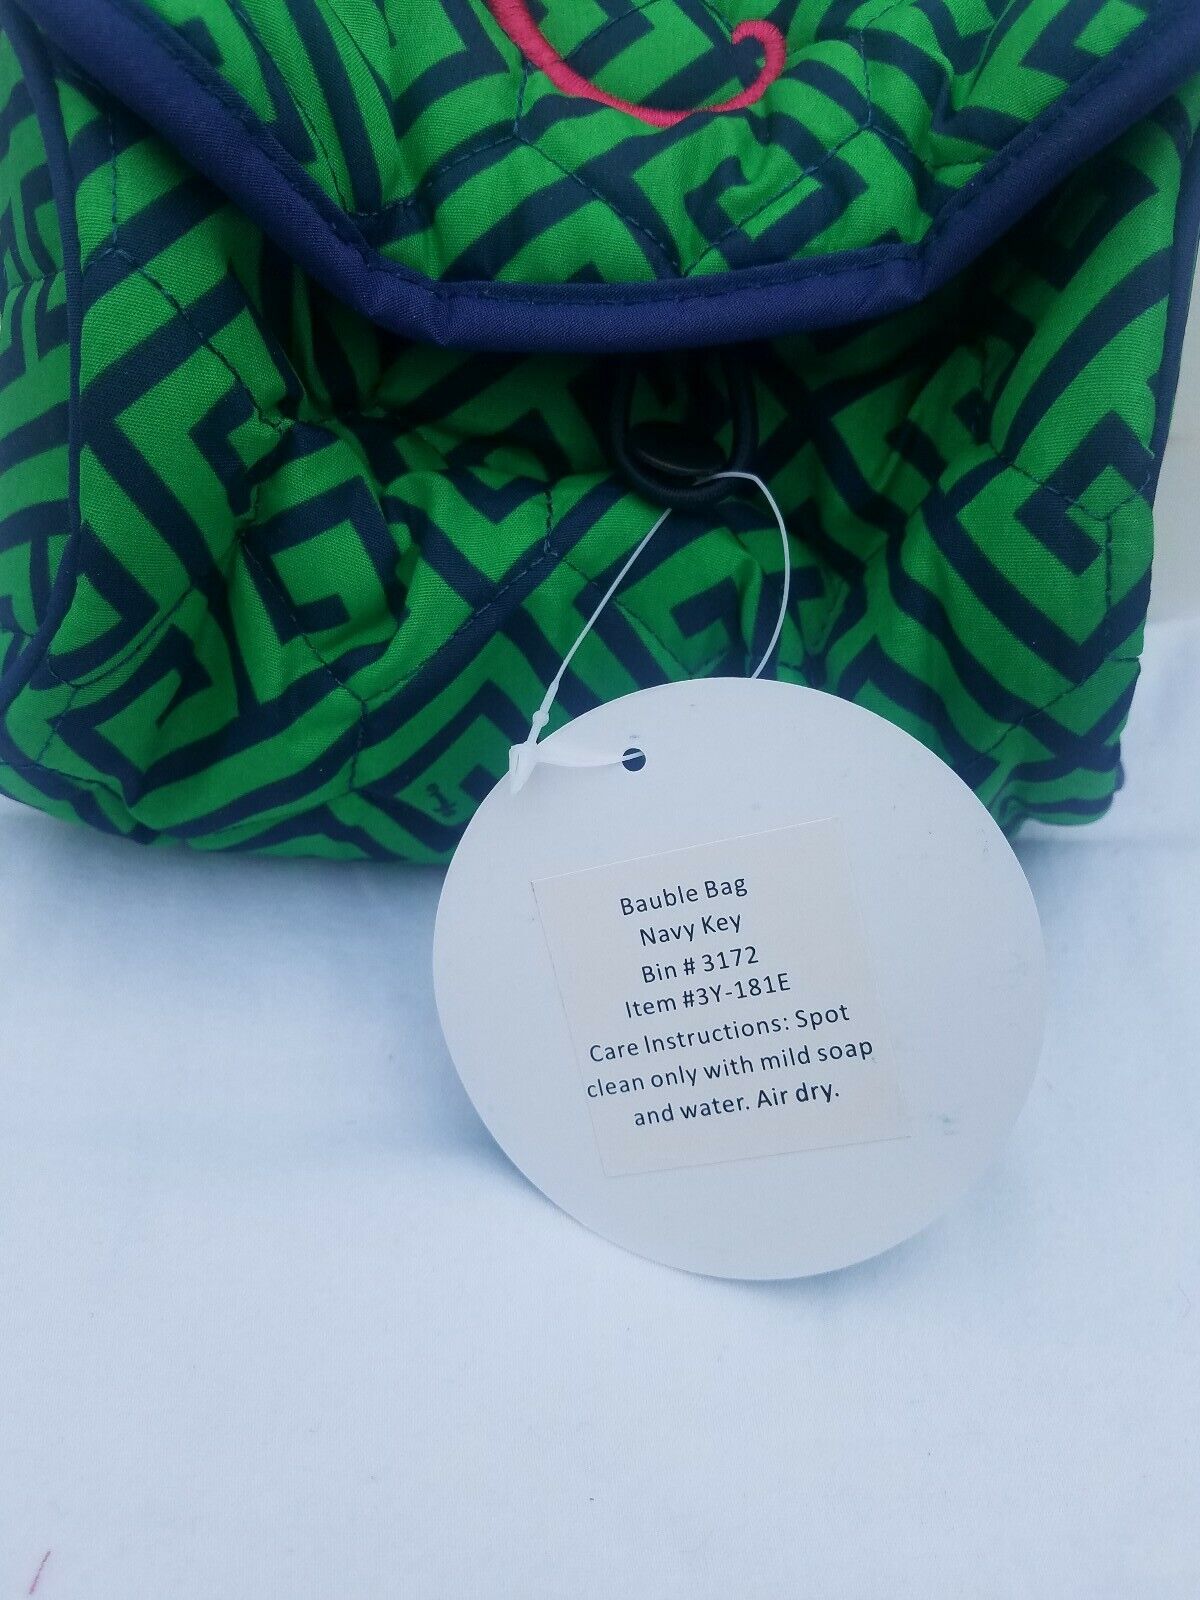 Bauble Bag
Navy Key
Bin # 3172
Item #3Y-181E
Care Instructions: Spot
clean only with mild soap
and water. Air dry.